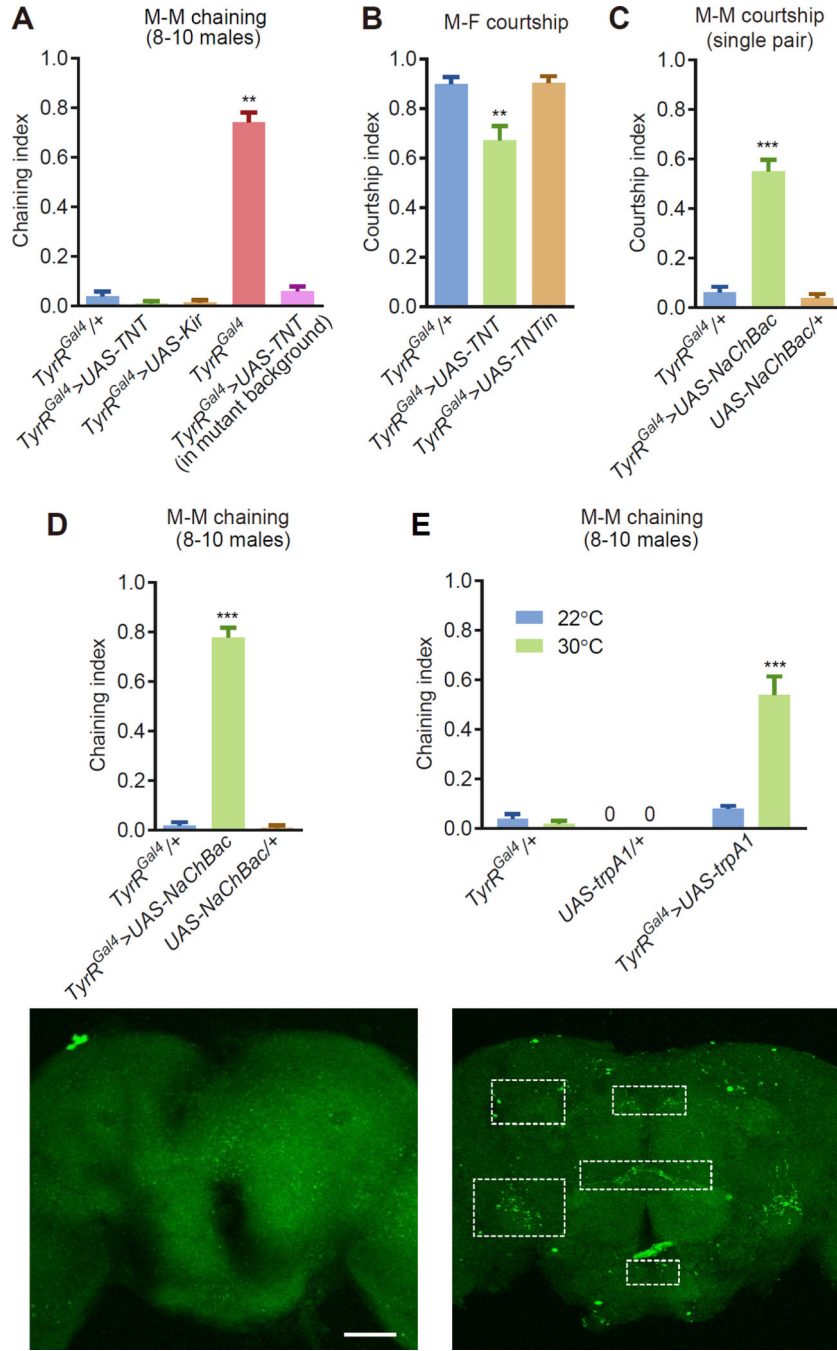 A
M-M chaining
(8-10 males)
Chaining index
1.0
0.8
0.6
0.4
0.2
0.0
**
TyrR^Gal4/+
TyrR^Gal4>UAS-TNT
TyrR^Gal4>UAS-Kir
TyrR^Gal4
TyrR^Gal4>UAS-TNT
(in mutant background)
B
M-F courtship
Courtship index
1.0
0.8
0.6
0.4
0.2
0.0
**
TyrR^Gal4/+
TyrR^Gal4>UAS-TNT
TyrR^Gal4>UAS-TNTin
C
M-M courtship
(single pair)
Courtship index
1.0
0.8
0.6
0.4
0.2
0.0
***
TyrR^Gal4/+
TyrR^Gal4>UAS-NaChBac
UAS-NaChBac/+
D
M-M chaining
(8-10 males)
Chaining index
1.0
0.8
0.6
0.4
0.2
0.0
***
TyrR^Gal4/+
TyrR^Gal4>UAS-NaChBac
UAS-NaChBac/+
E
M-M chaining
(8-10 males)
Chaining index
1.0
0.8
0.6
0.4
0.2
0.0
22°C
30°C
0 0
***
TyrR^Gal4/+
UAS-trpA1/+
TyrR^Gal4>UAS-trpA1